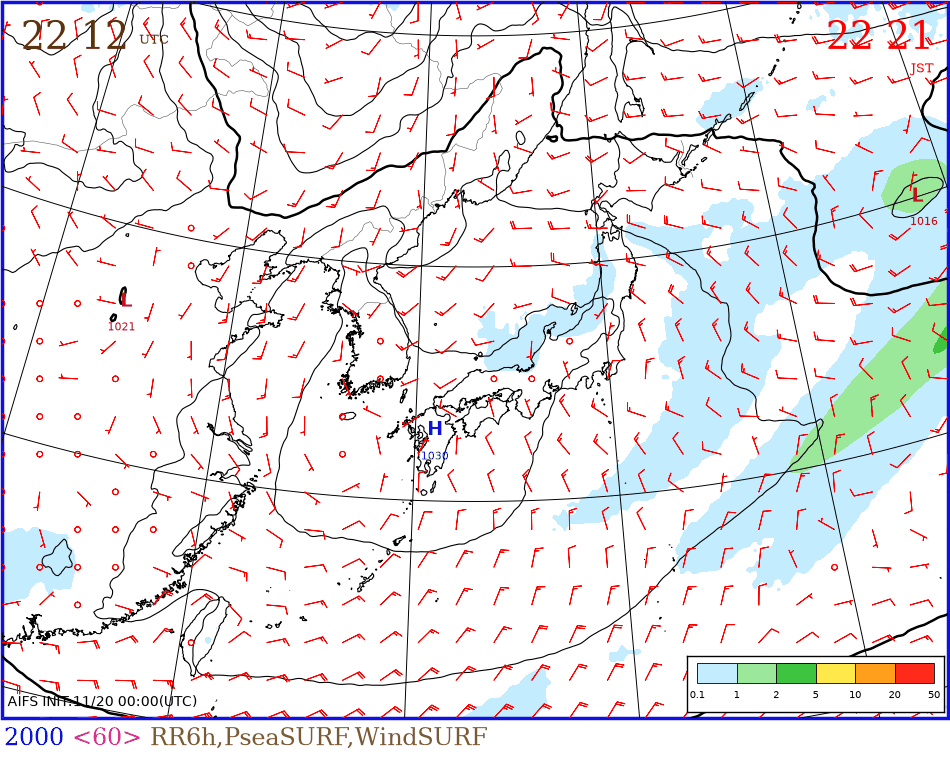 22 12 UTC
22 21
JST
L
1016
L
1021
H
1030
0.1 1 2 5 10 20 50
AIFS INIT:11/20 00:00(UTC)
2000 <60> RR6h,PseaSURF,WindSURF